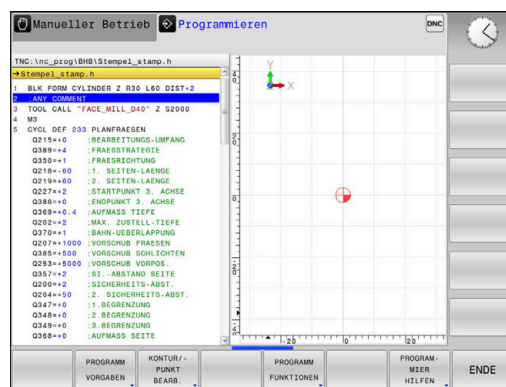 Manueller Betrieb
Programmieren
DNC
TNC:\nc_prog\BHB\Stempel_stamp.h
→Stempel_stamp.h
1 BLK FORM CYLINDER Z R30 L60 DIST+2
2 ;ANY COMMENT
3 TOOL CALL "FACE_MILL_D40" Z S2000
4 M3
5 CYCL DEF 233 PLANFRAESEN
Q215=+0 ;BEARBEITUNGS-UMFANG
Q389=+4 ;FRAESSTRATEGIE
Q350=+1 ;FRAESRICHTUNG
Q218=-60 ;1. SEITEN-LAENGE
Q219=+60 ;2. SEITEN-LAENGE
Q227=+2 ;STARTPUNKT 3. ACHSE
Q386=+0 ;ENDPUNKT 3. ACHSE
Q369=+0.4 ;AUFMASS TIEFE
Q202=+2 ;MAX. ZUSTELL-TIEFE
Q370=+1 ;BAHN-UEBERLAPPUNG
Q207=+1000 ;VORSCHUB FRAESEN
Q385=+500 ;VORSCHUB SCHLICHTEN
Q253=+5000 ;VORSCHUB VORPOS.
Q357=+2 ;SI.-ABSTAND SEITE
Q200=+2 ;SICHERHEITS-ABST.
Q204=+50 ;2. SICHERHEITS-ABST.
Q347=+0 ;1.BEGRENZUNG
Q348=+0 ;2.BEGRENZUNG
Q349=+0 ;3.BEGRENZUNG
Q368=+0 ;AUFMASS SEITE
Y
X
-20 0 20
PROGRAMM
VORGABEN
KONTUR/-
PUNKT
BEARB.
PROGRAMM
FUNKTIONEN
PROGRAM-
MIER
HILFEN
ENDE